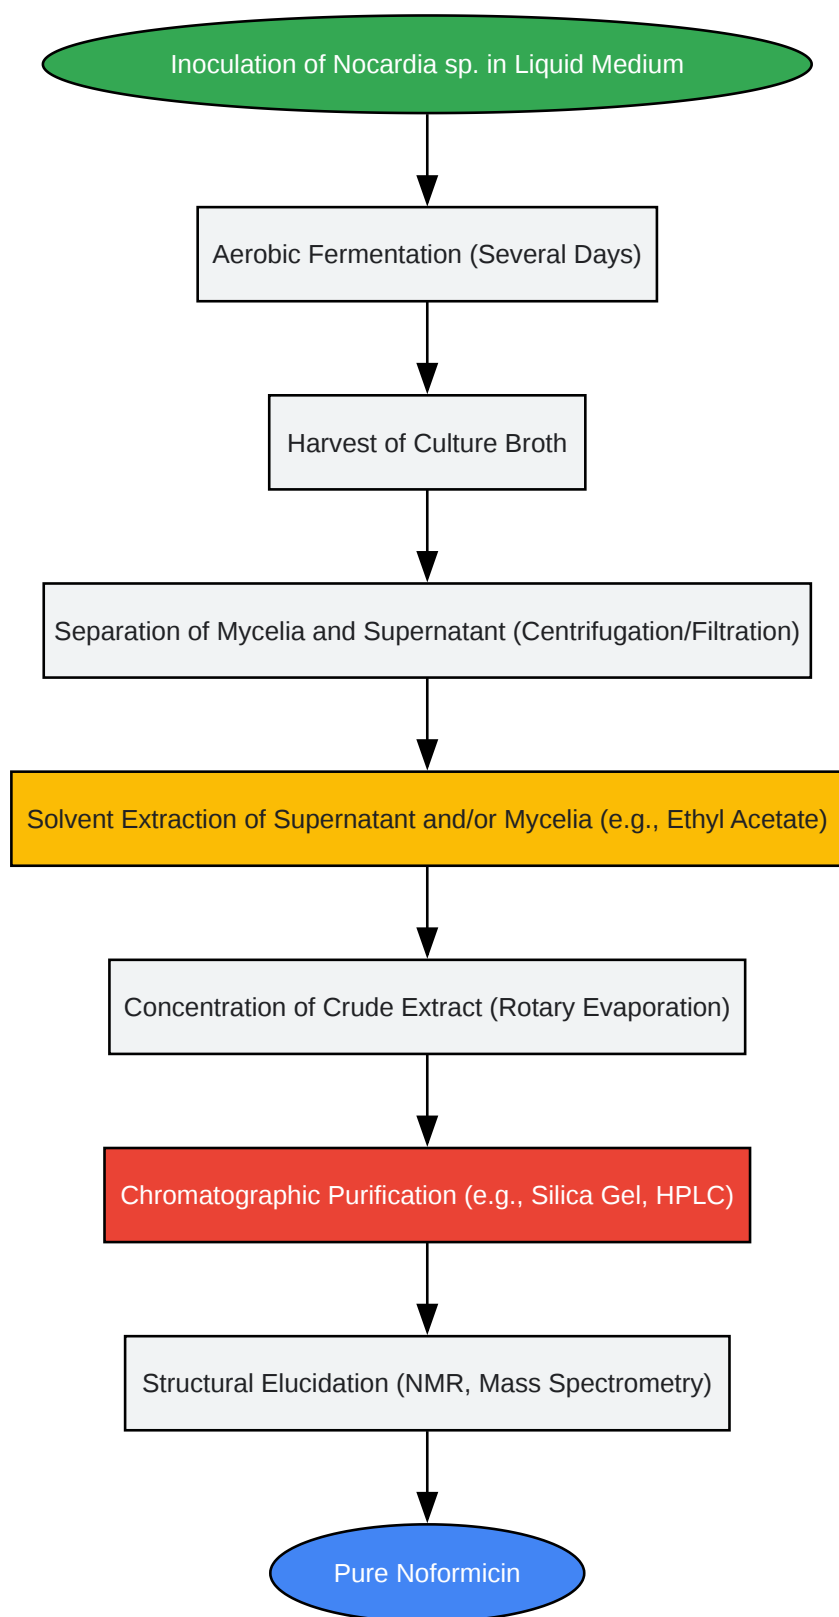 Inoculation of Nocardia sp. in Liquid Medium
Aerobic Fermentation (Several Days)
Harvest of Culture Broth
Separation of Mycelia and Supernatant (Centrifugation/Filtration)
Solvent Extraction of Supernatant and/or Mycelia (e.g., Ethyl Acetate)
Concentration of Crude Extract (Rotary Evaporation)
Chromatographic Purification (e.g., Silica Gel, HPLC)
Structural Elucidation (NMR, Mass Spectrometry)
Pure Noformicin